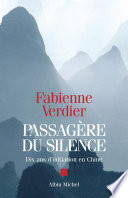 Fabienne
Verdier
PASSAGÈRE
DU SILENCE
Dix ans d'initiation en Chine
Albin Michel